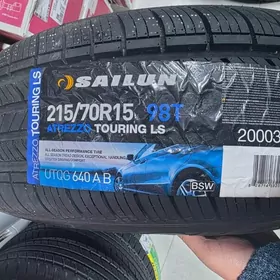 SAILUN
215/70R15 98T
ATREZZO TOURING LS
20003
ALL-SEASON PERFORMANCE TIRE
UTQG 640 A B
BSW
ATREZZO TOURING LS